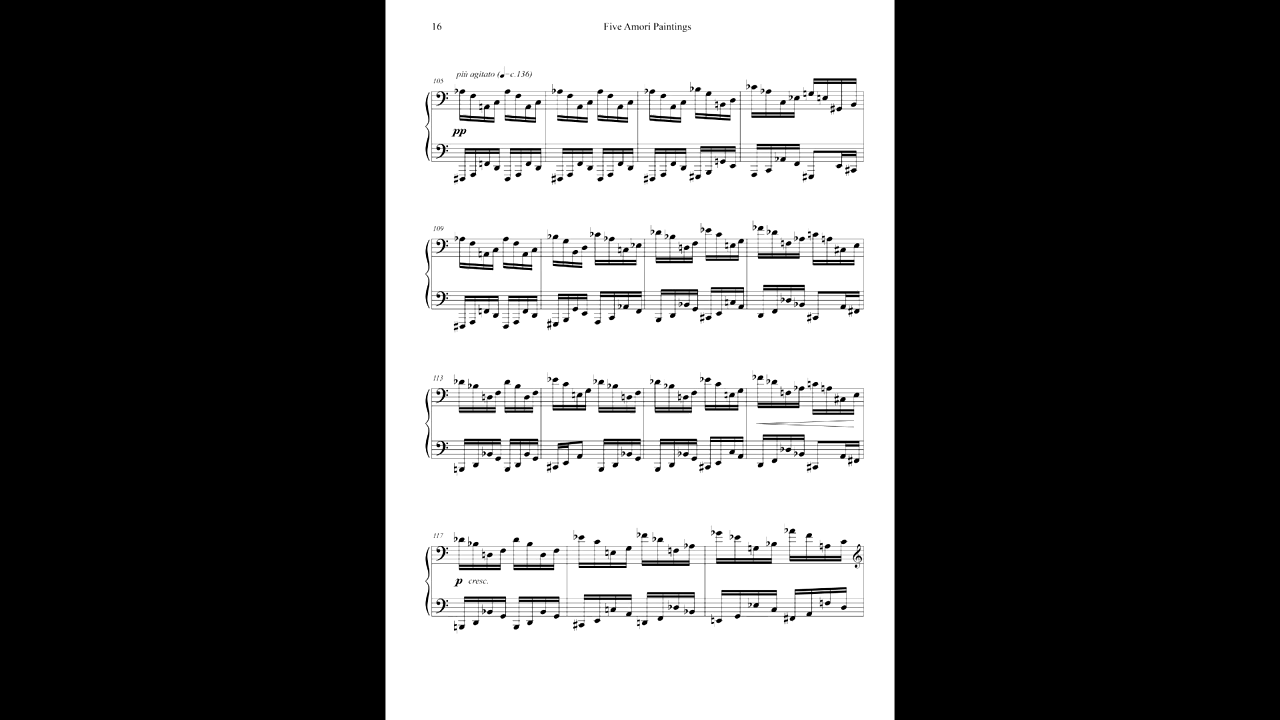 16
Five Amori Paintings
più agitato (♩=c.136)
105
pp
109
113
117
p cresc.